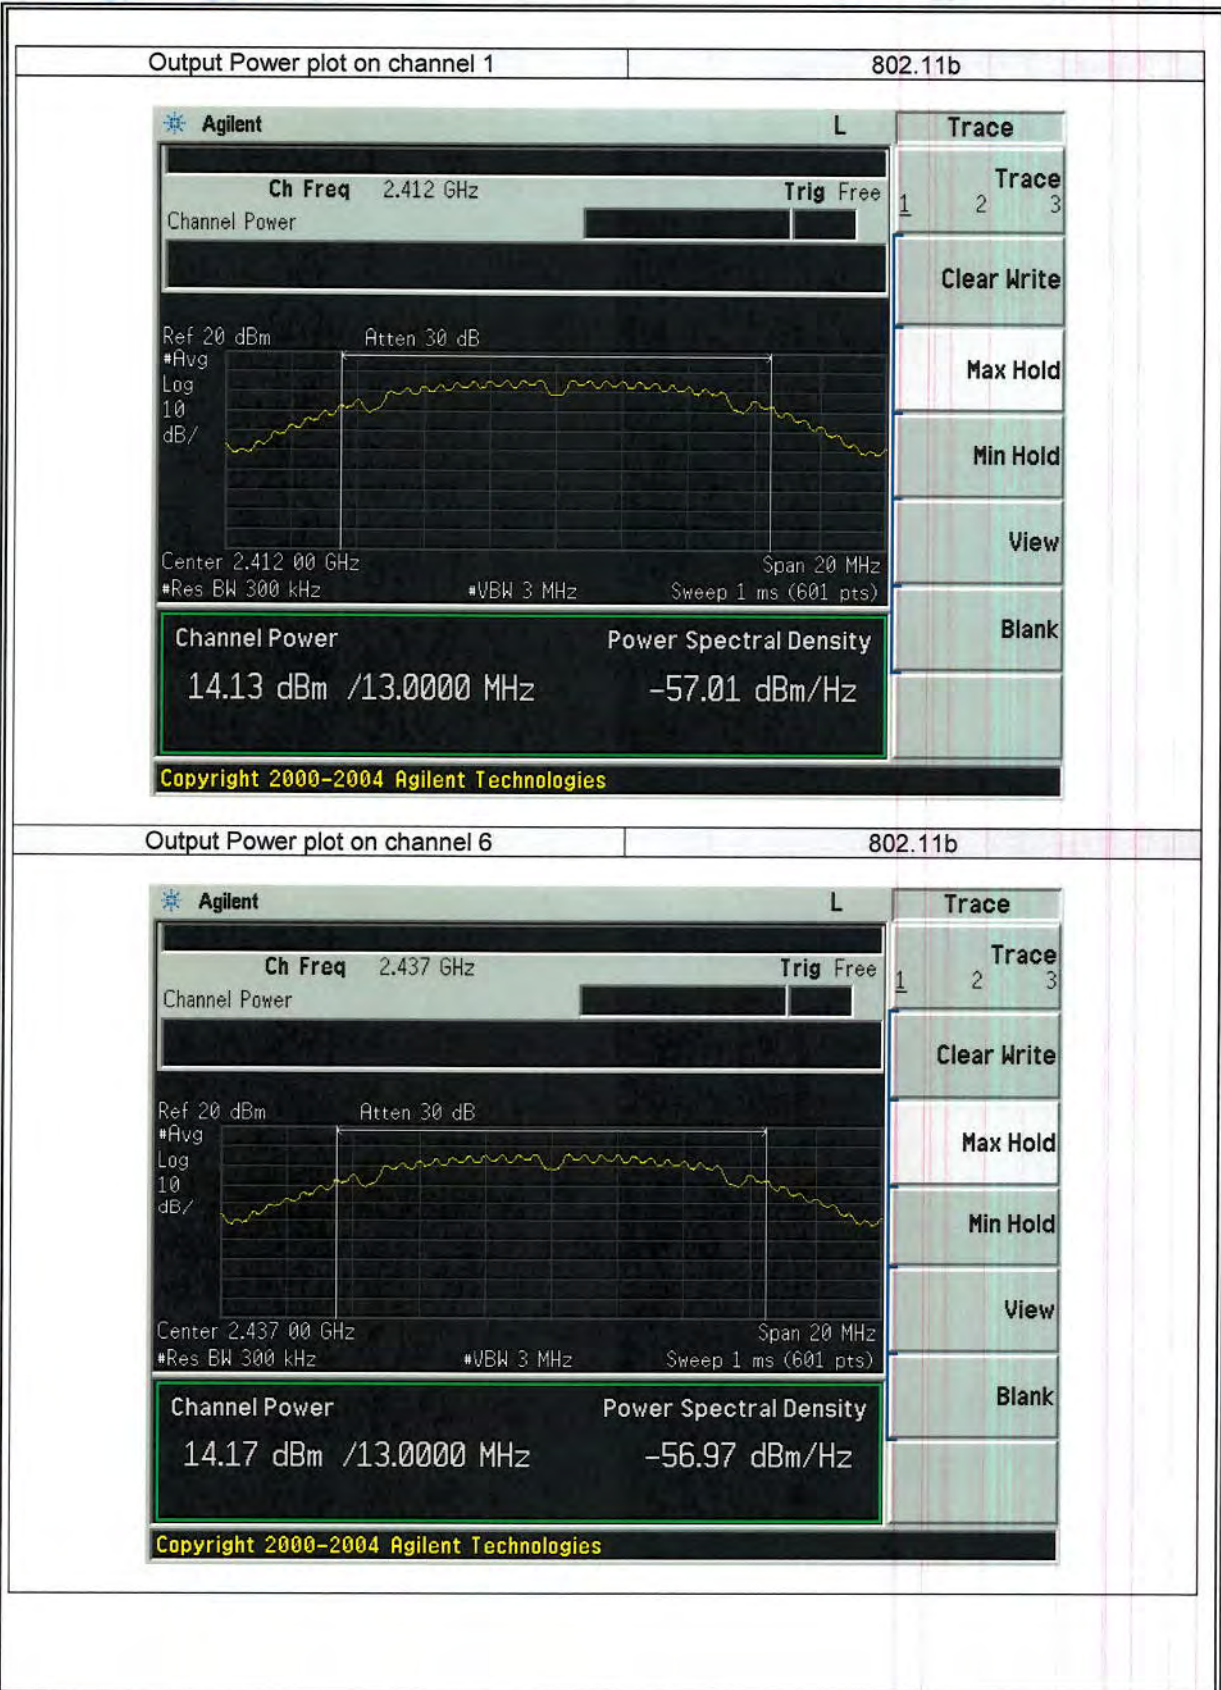 Output Power plot on channel 1 802.11b
Agilent L Trace
Ch Freq 2.412 GHz Trig Free
Trace
1 2 3
Channel Power
Clear Write
Ref 20 dBm Atten 30 dB
#Avg
Log
10
dB/
Max Hold
Min Hold
View
Center 2.412 00 GHz Span 20 MHz
#Res BW 300 kHz #VBW 3 MHz Sweep 1 ms (601 pts)
Blank
Channel Power Power Spectral Density
14.13 dBm /13.0000 MHz -57.01 dBm/Hz
Copyright 2000-2004 Agilent Technologies
Output Power plot on channel 6 802.11b
Agilent L Trace
Ch Freq 2.437 GHz Trig Free
Trace
1 2 3
Channel Power
Clear Write
Ref 20 dBm Atten 30 dB
#Avg
Log
10
dB/
Max Hold
Min Hold
View
Center 2.437 00 GHz Span 20 MHz
#Res BW 300 kHz #VBW 3 MHz Sweep 1 ms (601 pts)
Blank
Channel Power Power Spectral Density
14.17 dBm /13.0000 MHz -56.97 dBm/Hz
Copyright 2000-2004 Agilent Technologies